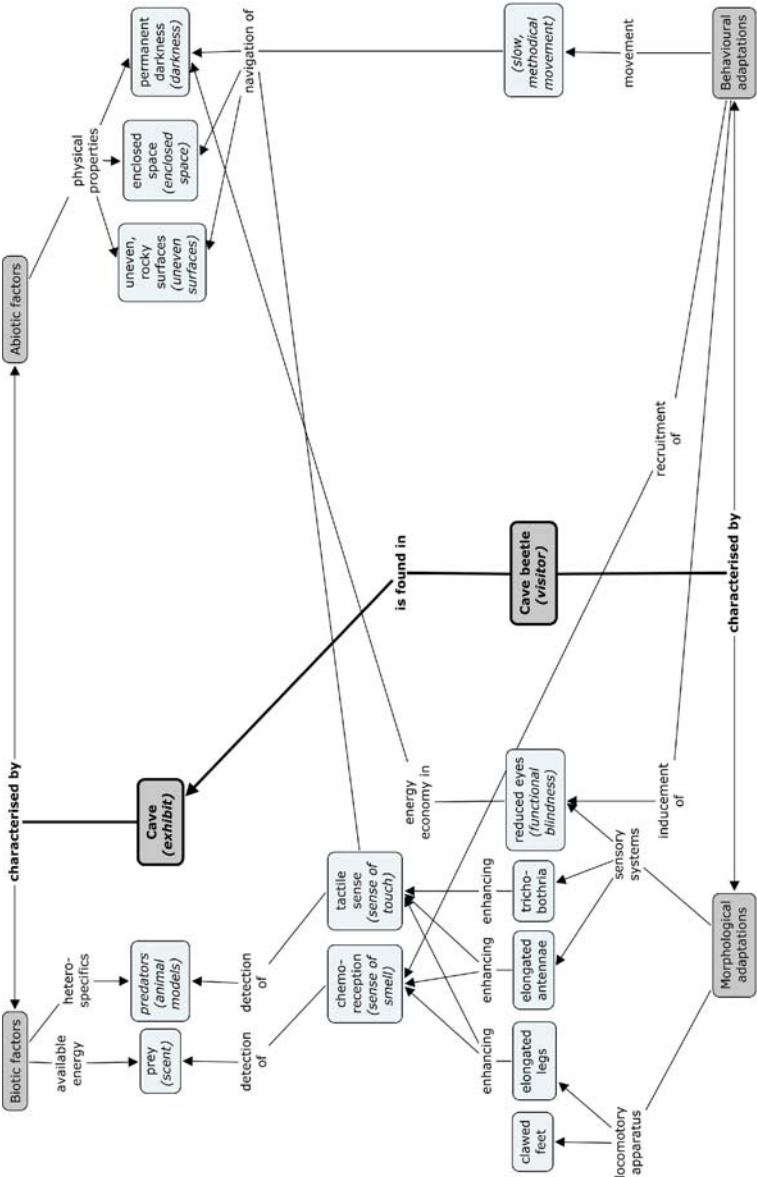 characterised by
Biotic factors
Abiotic factors
available
energy
hetero-
specifics
physical
properties
prey
(scent)
predators
(animal
models)
Cave
(exhibit)
uneven,
rocky
surfaces
(uneven
surfaces)
enclosed
space
(enclosed
space)
permanent
darkness
(darkness)
detection
of
detection
of
navigation of
chemo-
reception
(sense of
smell)
tactile
sense
(sense of
touch)
energy
economy in
is found in
enhancing
enhancing
enhancing
clawed
feet
elongated
legs
elongated
antennae
tricho-
bothria
reduced eyes
(functional
blindness)
Cave beetle
(visitor)
(slow,
methodical
movement)
locomotory
apparatus
sensory
systems
inducement
of
recruitment
of
movement
Morphological
adaptations
characterised by
Behavioural
adaptations